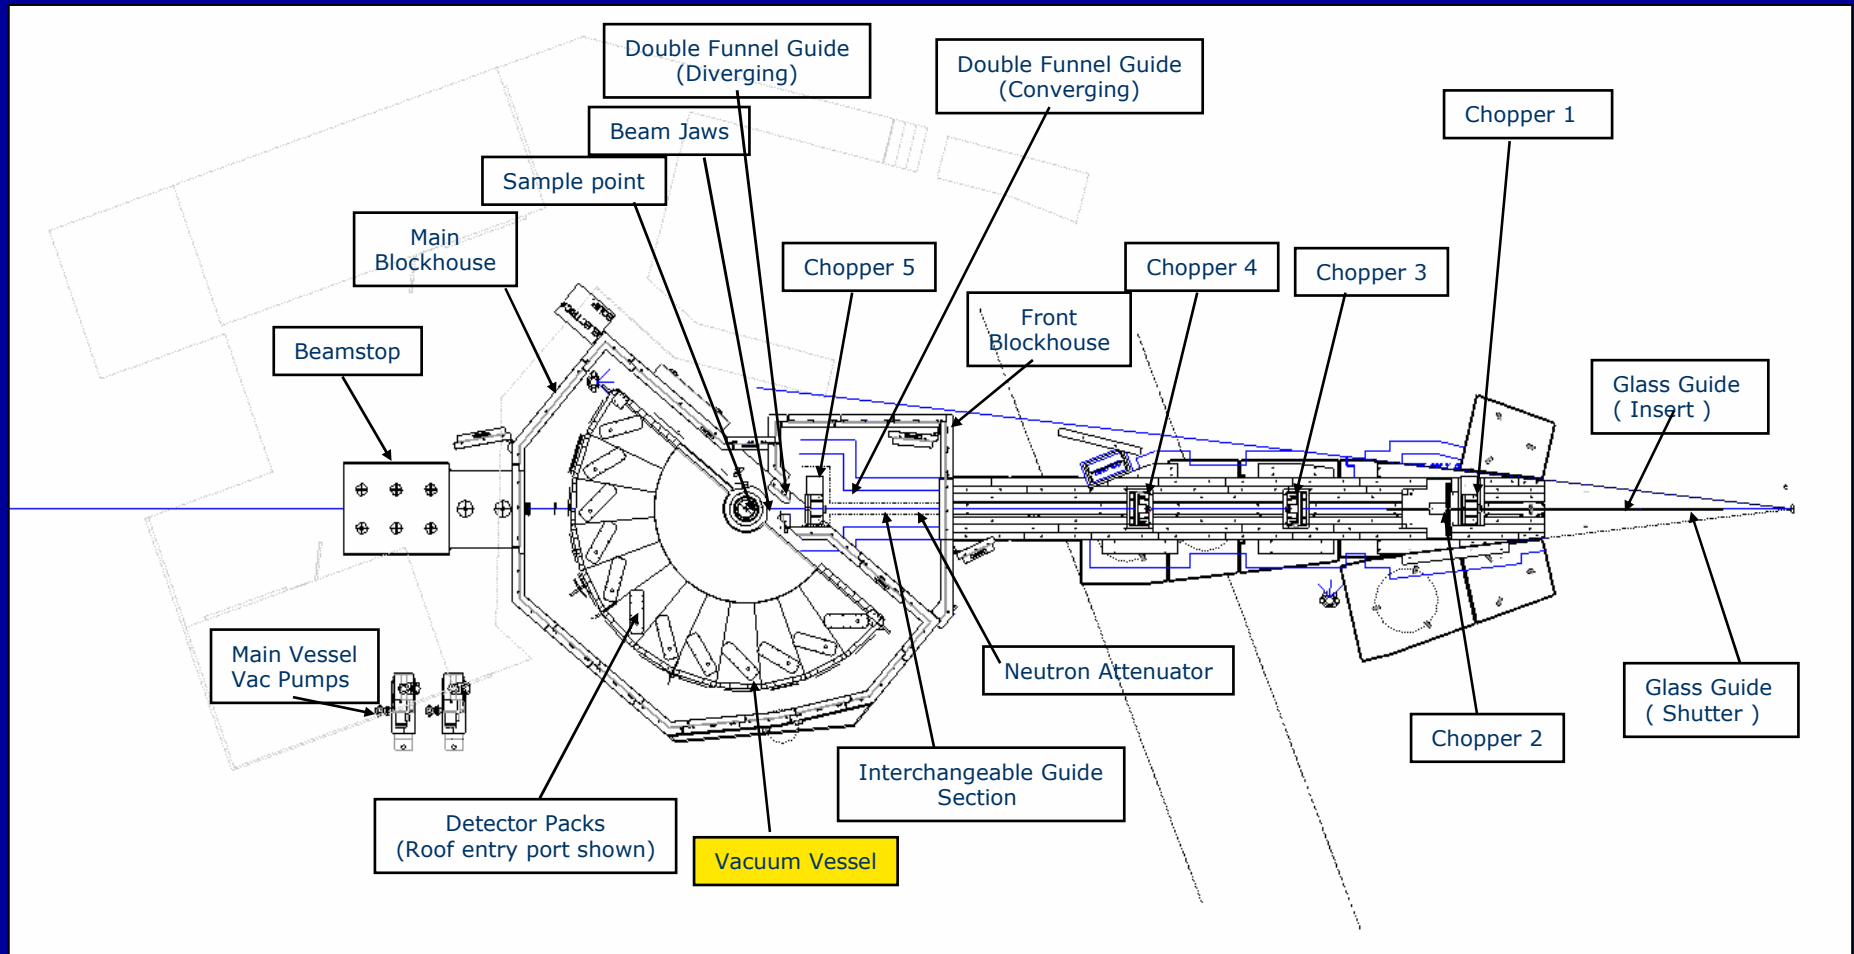 Double Funnel Guide
(Diverging)
Double Funnel Guide
(Converging)
Chopper 1
Beam Jaws
Sample point
Main
Blockhouse
Chopper 5
Chopper 4
Chopper 3
Front
Blockhouse
Beamstop
Glass Guide
( Insert )
Main Vessel
Vac Pumps
Neutron Attenuator
Glass Guide
( Shutter )
Chopper 2
Interchangeable Guide
Section
Detector Packs
(Roof entry port shown)
Vacuum Vessel